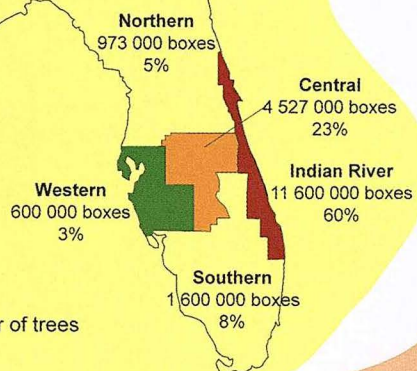 Northern
973 000 boxes
5%
Central
4 527 000 boxes
23%
Indian River
11 600 000 boxes
60%
Western
600 000 boxes
3%
Southern
1 600 000 boxes
8%
r of trees